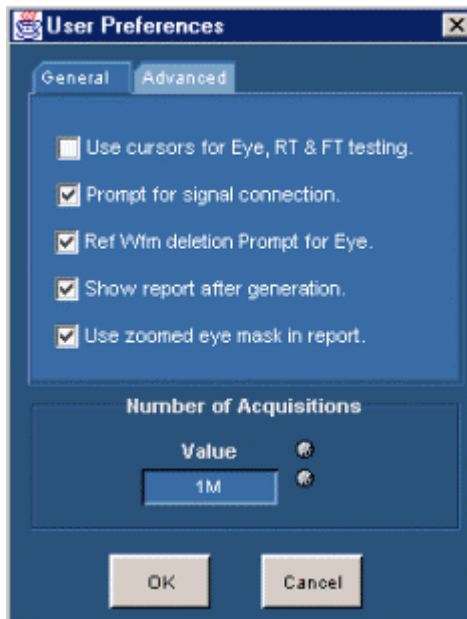 User Preferences
General
Advanced
Use cursors for Eye, RT & FT testing.
Prompt for signal connection.
Ref Wfm deletion Prompt for Eye.
Show report after generation.
Use zoomed eye mask in report.
Number of Acquisitions
Value
1M
OK
Cancel